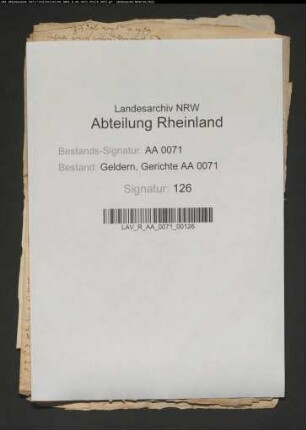 Landesarchiv NRW
Abteilung Rheinland
Bestands-Signatur: AA 0071
Bestand: Geldern, Gerichte AA 0071
Signatur: 126
LAV_R_AA_0071_00126